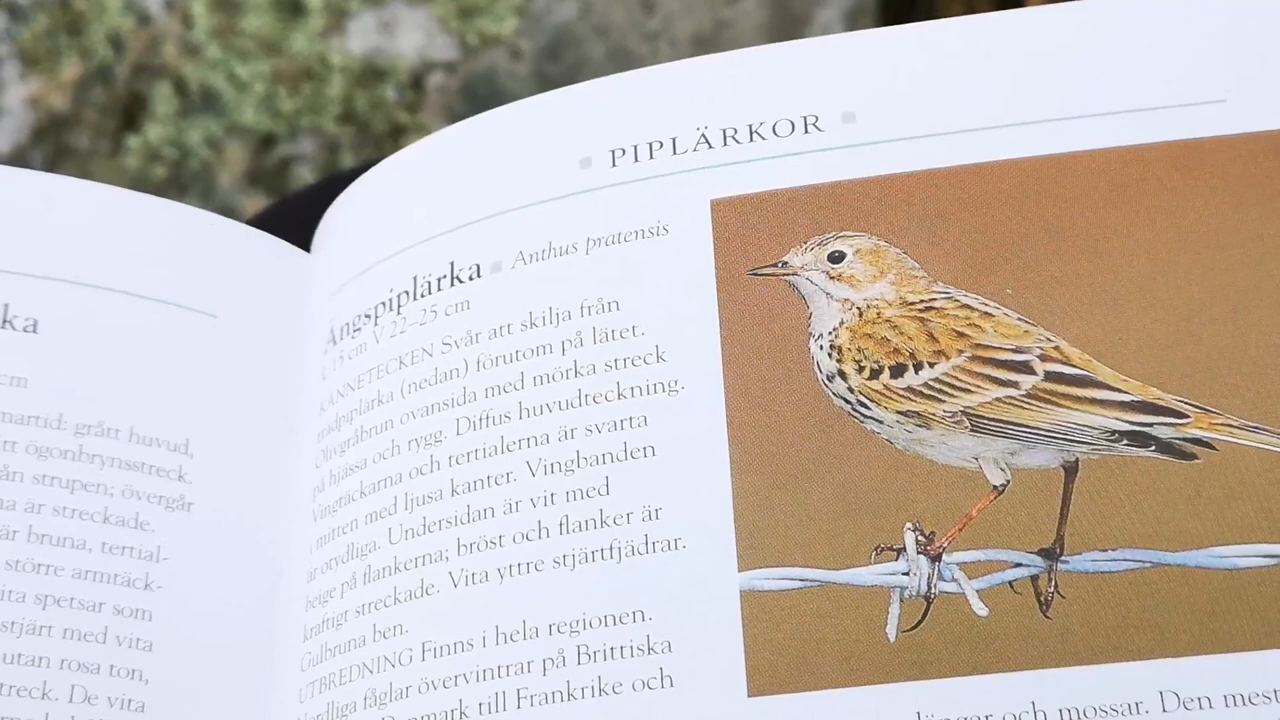 ka
cm
martid: grått huvud,
tt ögonbrynsstreck.
ån strupen; övergår
na är streckade.
är bruna, tertial-
större armtäck-
ita spetsar som
stjärt med vita
utan rosa ton,
treck. De vita
PIPLÄRKOR
Ängspiplärka Anthus pratensis
L 15 cm V 22–25 cm
KÄNNETECKEN Svår att skilja från
trädpiplärka (nedan) förutom på lätet.
Olivgråbrun ovansida med mörka streck
på hjässa och rygg. Diffus huvudteckning.
Vingtäckarna och tertialerna är svarta
i mitten med ljusa kanter. Vingbanden
är otydliga. Undersidan är vit med
beige på flankerna; bröst och flanker är
kraftigt streckade. Vita yttre stjärtfjädrar.
Gulbruna ben.
UTBREDNING Finns i hela regionen.
Nordliga fåglar övervintrar på Brittiska
Danmark till Frankrike och
och mossar. Den mest